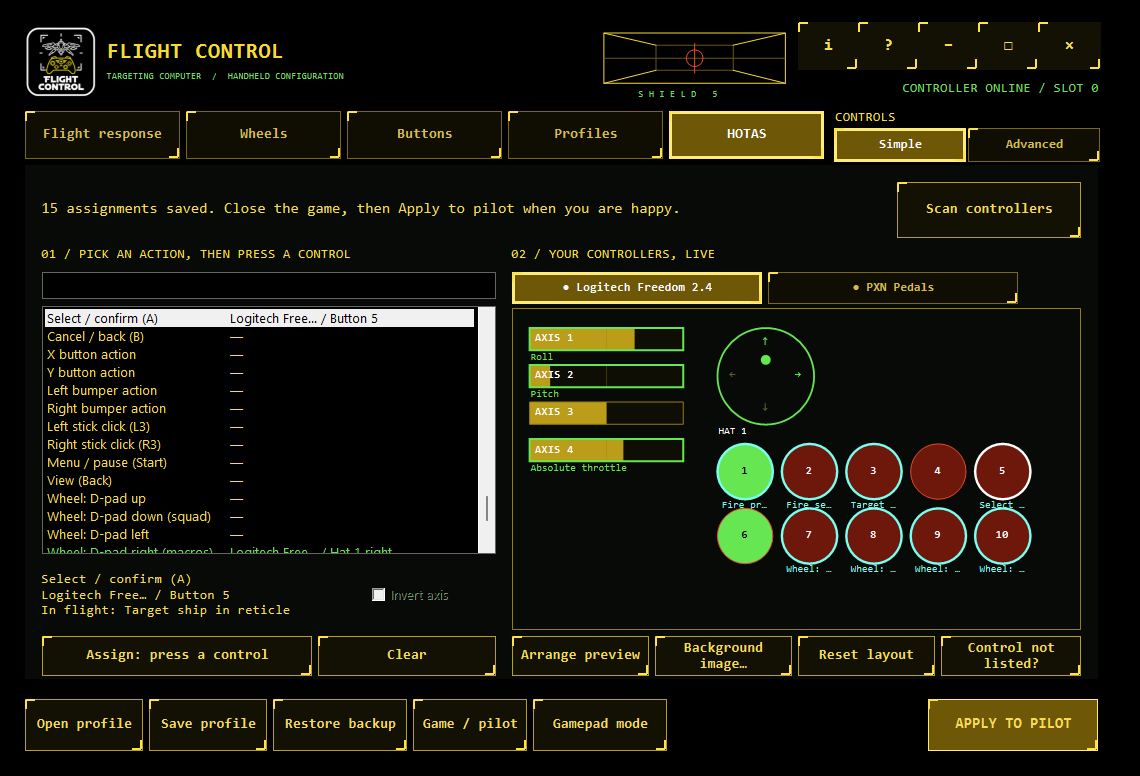 FLIGHT CONTROL
FLIGHT CONTROL
TARGETING COMPUTER / HANDHELD CONFIGURATION
SHIELD 5
i ? – □ ×
CONTROLLER ONLINE / SLOT 0
Flight response
Wheels
Buttons
Profiles
HOTAS
CONTROLS
Simple
Advanced
15 assignments saved. Close the game, then Apply to pilot when you are happy.
Scan controllers
01 / PICK AN ACTION, THEN PRESS A CONTROL
Select / confirm (A) Logitech Free… / Button 5
Cancel / back (B) —
X button action —
Y button action —
Left bumper action —
Right bumper action —
Left stick click (L3) —
Right stick click (R3) —
Menu / pause (Start) —
View (Back) —
Wheel: D-pad up —
Wheel: D-pad down (squad) —
Wheel: D-pad left —
Wheel: D-pad right (macros) Logitech Free… / Hat 1 right
Select / confirm (A)
Logitech Free… / Button 5
In flight: Target ship in reticle
Invert axis
Assign: press a control
Clear
02 / YOUR CONTROLLERS, LIVE
● Logitech Freedom 2.4
● PXN Pedals
AXIS 1
Roll
AXIS 2
Pitch
AXIS 3
AXIS 4
Absolute throttle
↑
← →
↓
HAT 1
1 2 3 4 5
Fire pr… Fire se… Target … Select …
6 7 8 9 10
Wheel: … Wheel: … Wheel: … Wheel: …
Arrange preview
Background
image…
Reset layout
Control not
listed?
Open profile
Save profile
Restore backup
Game / pilot
Gamepad mode
APPLY TO PILOT